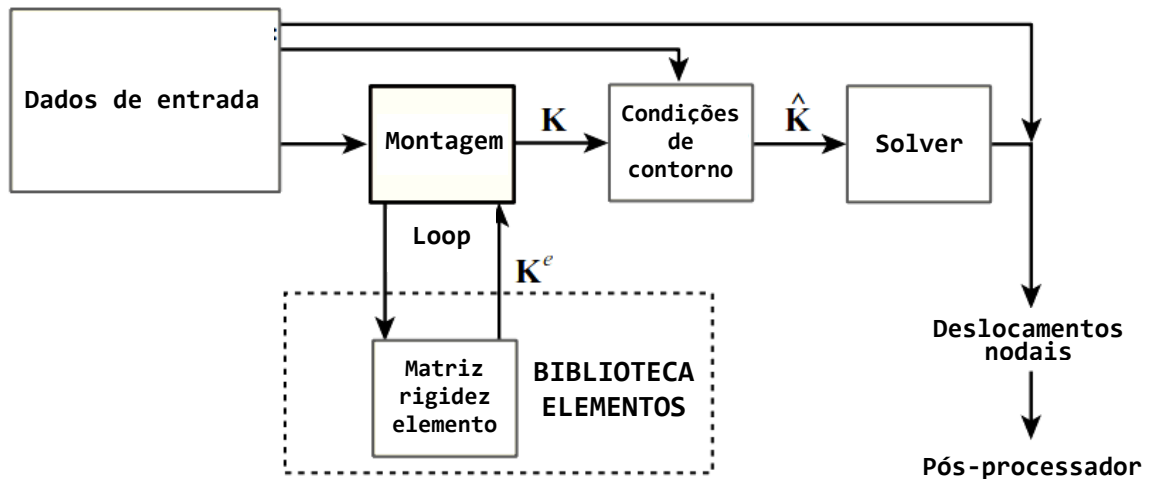 Dados de entrada
Montagem
K
Condições
de
contorno
K̂
Solver
Loop
Kᵉ
Matriz
rigidez
elemento
BIBLIOTECA
ELEMENTOS
Deslocamentos
nodais
Pós-processador